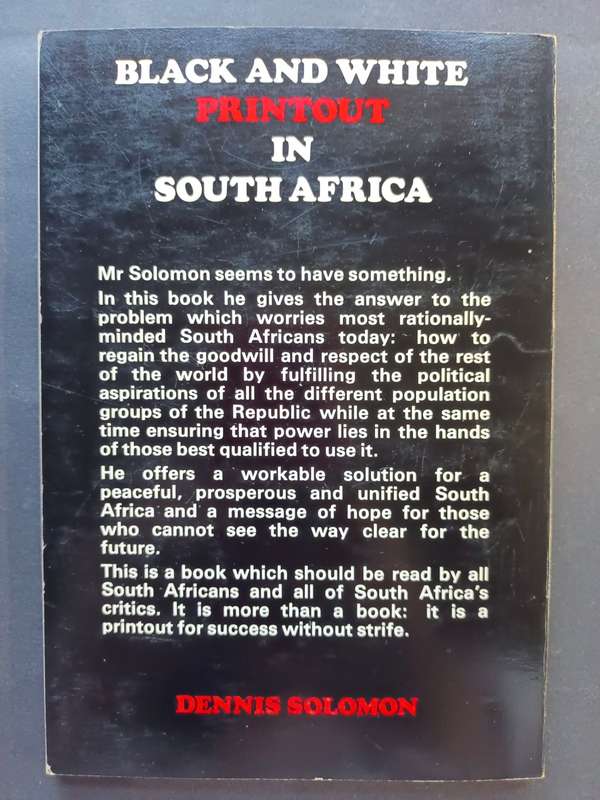 BLACK AND WHITE
PRINTOUT
IN
SOUTH AFRICA
Mr Solomon seems to have something.
In this book he gives the answer to the
problem which worries most rationally-
minded South Africans today: how to
regain the goodwill and respect of the rest
of the world by fulfilling the political
aspirations of all the different population
groups of the Republic while at the same
time ensuring that power lies in the hands
of those best qualified to use it.
He offers a workable solution for a
peaceful, prosperous and unified South
Africa and a message of hope for those
who cannot see the way clear for the
future.
This is a book which should be read by all
South Africans and all of South Africa's
critics. It is more than a book: it is a
printout for success without strife.
DENNIS SOLOMON